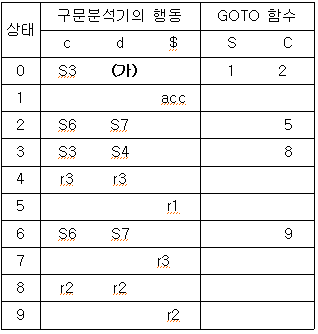 상태 구문분석기의 행동 GOTO 함수
c d $ S C
0 S3 (가) 1 2
1 acc
2 S6 S7 5
3 S3 S4 8
4 r3 r3
5 r1
6 S6 S7 9
7 r3
8 r2 r2
9 r2